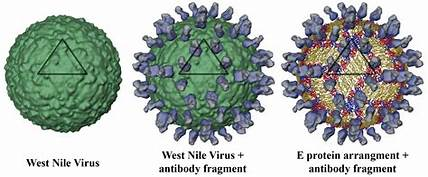 West Nile Virus
West Nile Virus +
antibody fragment
E protein arrangment +
antibody fragment